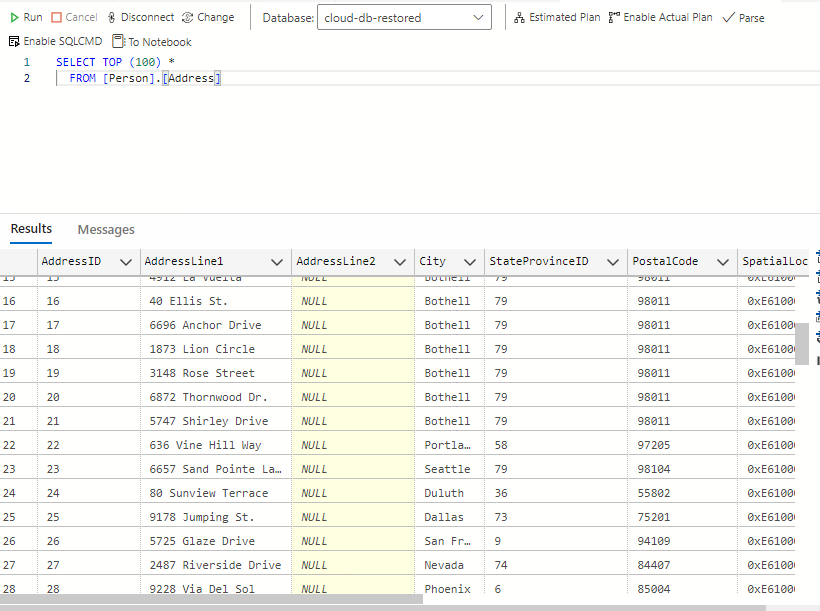 Run Cancel Disconnect Change Database: cloud-db-restored Estimated Plan Enable Actual Plan Parse
Enable SQLCMD To Notebook
1 SELECT TOP (100) *
2 FROM [Person].[Address]
Results Messages
AddressID AddressLine1 AddressLine2 City StateProvinceID PostalCode SpatialLoc
15 15 4912 La Vuelta NULL Bothell 79 98011 0xE6100
16 16 40 Ellis St. NULL Bothell 79 98011 0xE6100
17 17 6696 Anchor Drive NULL Bothell 79 98011 0xE6100
18 18 1873 Lion Circle NULL Bothell 79 98011 0xE6100
19 19 3148 Rose Street NULL Bothell 79 98011 0xE6100
20 20 6872 Thornwood Dr. NULL Bothell 79 98011 0xE6100
21 21 5747 Shirley Drive NULL Bothell 79 98011 0xE6100
22 22 636 Vine Hill Way NULL Portla… 58 97205 0xE6100
23 23 6657 Sand Pointe La… NULL Seattle 79 98104 0xE6100
24 24 80 Sunview Terrace NULL Duluth 36 55802 0xE6100
25 25 9178 Jumping St. NULL Dallas 73 75201 0xE6100
26 26 5725 Glaze Drive NULL San Fr… 9 94109 0xE6100
27 27 2487 Riverside Drive NULL Nevada 74 84407 0xE6100
28 28 9228 Via Del Sol NULL Phoenix 6 85004 0xE6100